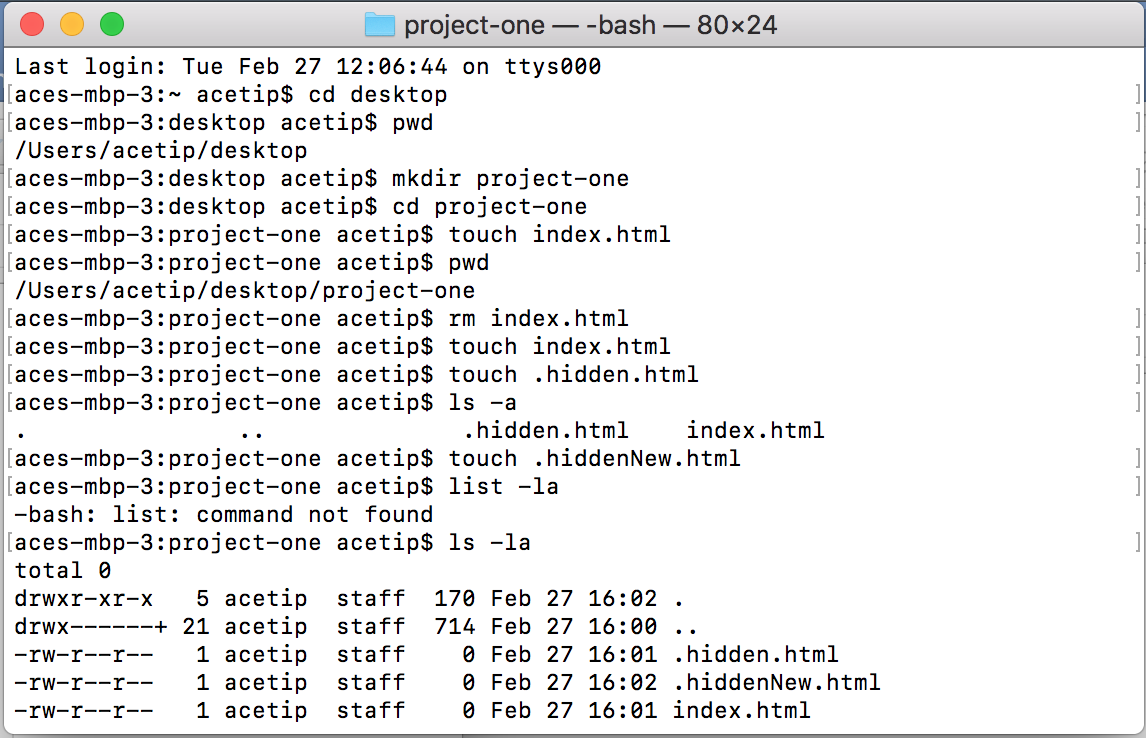 project-one — -bash — 80×24
Last login: Tue Feb 27 12:06:44 on ttys000
[aces-mbp-3:~ acetip$ cd desktop ]
[aces-mbp-3:desktop acetip$ pwd ]
/Users/acetip/desktop
[aces-mbp-3:desktop acetip$ mkdir project-one ]
[aces-mbp-3:desktop acetip$ cd project-one ]
[aces-mbp-3:project-one acetip$ touch index.html ]
[aces-mbp-3:project-one acetip$ pwd ]
/Users/acetip/desktop/project-one
[aces-mbp-3:project-one acetip$ rm index.html ]
[aces-mbp-3:project-one acetip$ touch index.html ]
[aces-mbp-3:project-one acetip$ touch .hidden.html ]
[aces-mbp-3:project-one acetip$ ls -a ]
. .. .hidden.html index.html
[aces-mbp-3:project-one acetip$ touch .hiddenNew.html ]
[aces-mbp-3:project-one acetip$ list -la ]
-bash: list: command not found
[aces-mbp-3:project-one acetip$ ls -la ]
total 0
drwxr-xr-x 5 acetip staff 170 Feb 27 16:02 .
drwx------+ 21 acetip staff 714 Feb 27 16:00 ..
-rw-r--r-- 1 acetip staff 0 Feb 27 16:01 .hidden.html
-rw-r--r-- 1 acetip staff 0 Feb 27 16:02 .hiddenNew.html
-rw-r--r-- 1 acetip staff 0 Feb 27 16:01 index.html